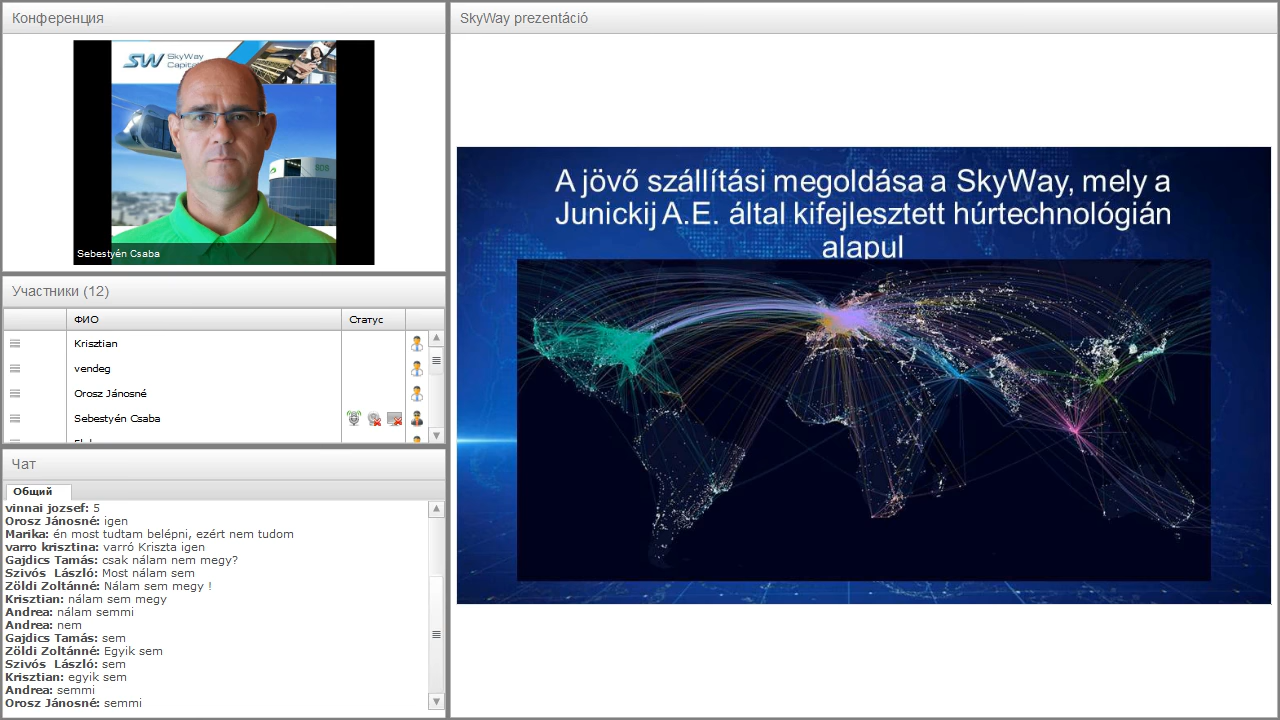 Конференция
SW SkyWay
Capital
Sebestyén Csaba
Участники (12)
ФИО Статус
Krisztian
vendeg
Orosz Jánosné
Sebestyén Csaba
Чат
Общий
vinnai jozsef: 5
Orosz Jánosné: igen
Marika: én most tudtam belépni, ezért nem tudom
varro krisztina: varró Kriszta igen
Gajdics Tamás: csak nálam nem megy?
Szivós László: Most nálam sem
Zöldi Zoltánné: Nálam sem megy !
Krisztian: nálam sem megy
Andrea: nálam semmi
Andrea: nem
Gajdics Tamás: sem
Zöldi Zoltánné: Egyik sem
Szivós László: sem
Krisztian: egyik sem
Andrea: semmi
Orosz Jánosné: semmi
SkyWay prezentáció
A jövő szállítási megoldása a SkyWay, mely a
Junickij A.E. által kifejlesztett húrtechnológián
alapul